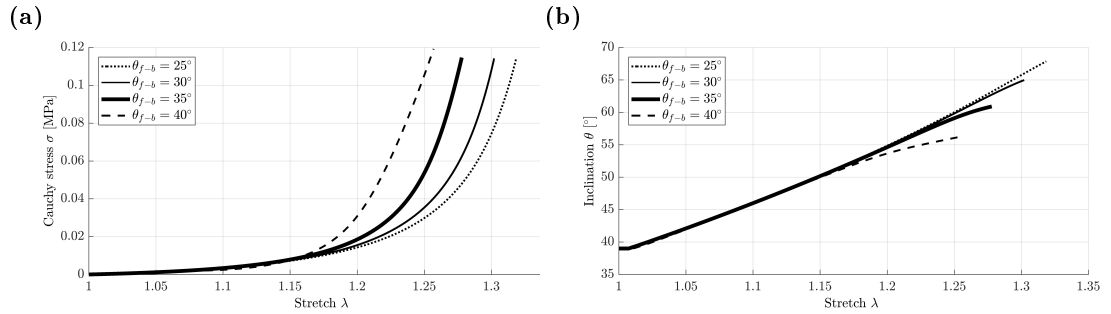 (a)
(b)
0.12
0.1
0.08
0.06
0.04
0.02
0
Cauchy stress σ [MPa]
θf−b = 25°
θf−b = 30°
θf−b = 35°
θf−b = 40°
1 1.05 1.1 1.15 1.2 1.25 1.3
Stretch λ
70
65
60
55
50
45
40
35
Inclination θ [°]
θf−b = 25°
θf−b = 30°
θf−b = 35°
θf−b = 40°
1 1.05 1.1 1.15 1.2 1.25 1.3 1.35
Stretch λ